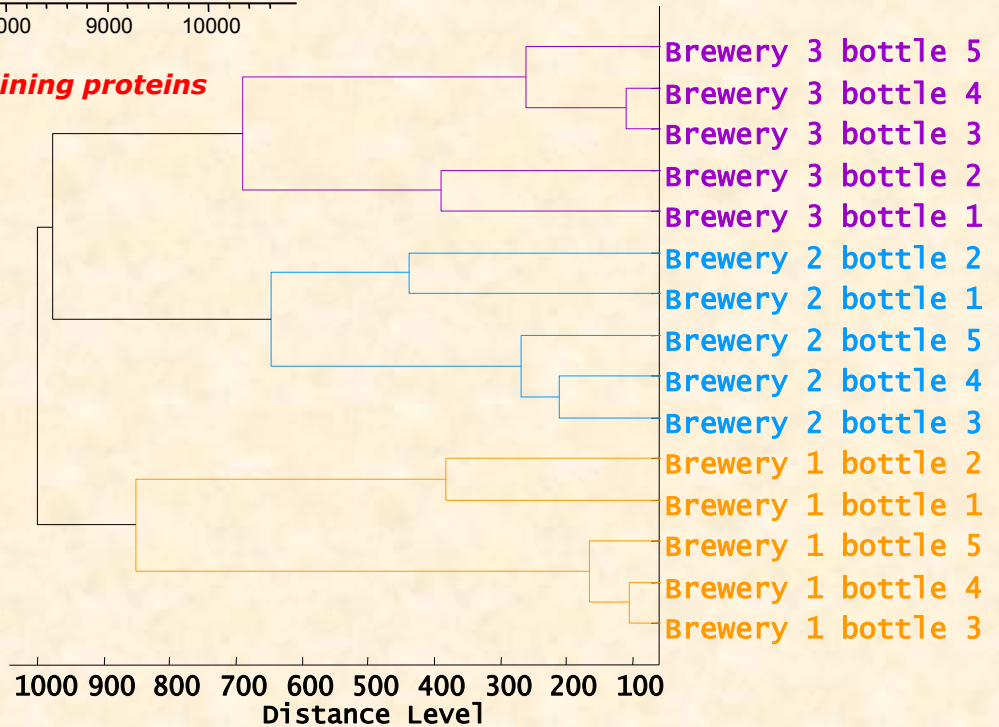 000 9000 10000
ining proteins
Brewery 3 bottle 5
Brewery 3 bottle 4
Brewery 3 bottle 3
Brewery 3 bottle 2
Brewery 3 bottle 1
Brewery 2 bottle 2
Brewery 2 bottle 1
Brewery 2 bottle 5
Brewery 2 bottle 4
Brewery 2 bottle 3
Brewery 1 bottle 2
Brewery 1 bottle 1
Brewery 1 bottle 5
Brewery 1 bottle 4
Brewery 1 bottle 3
1000 900 800 700 600 500 400 300 200 100
Distance Level